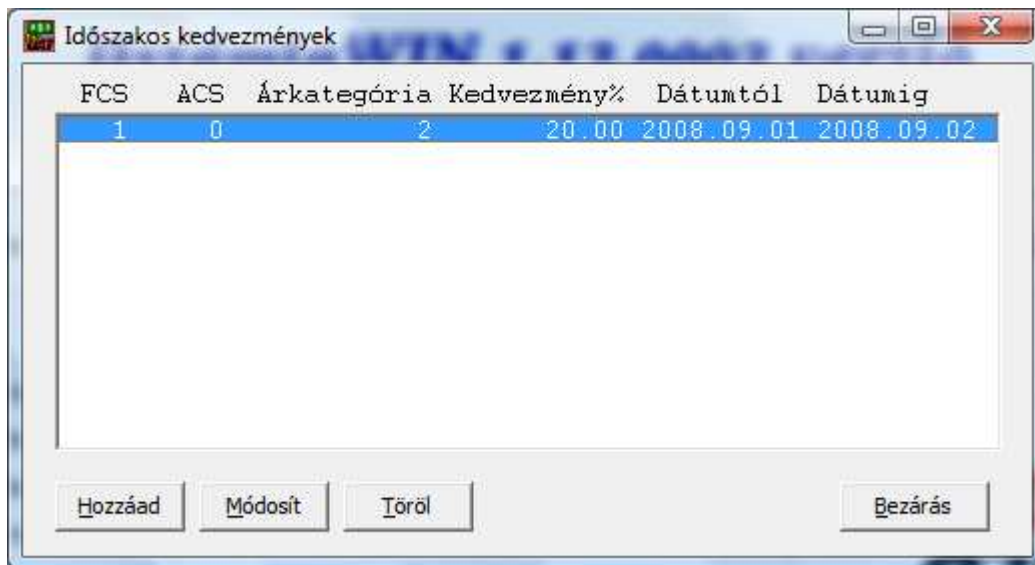 Időszakos kedvezmények
FCS ACS Árkategória Kedvezmény% Dátumtól Dátumig
1 0 2 20.00 2008.09.01 2008.09.02
Hozzáad Módosít Töröl Bezárás